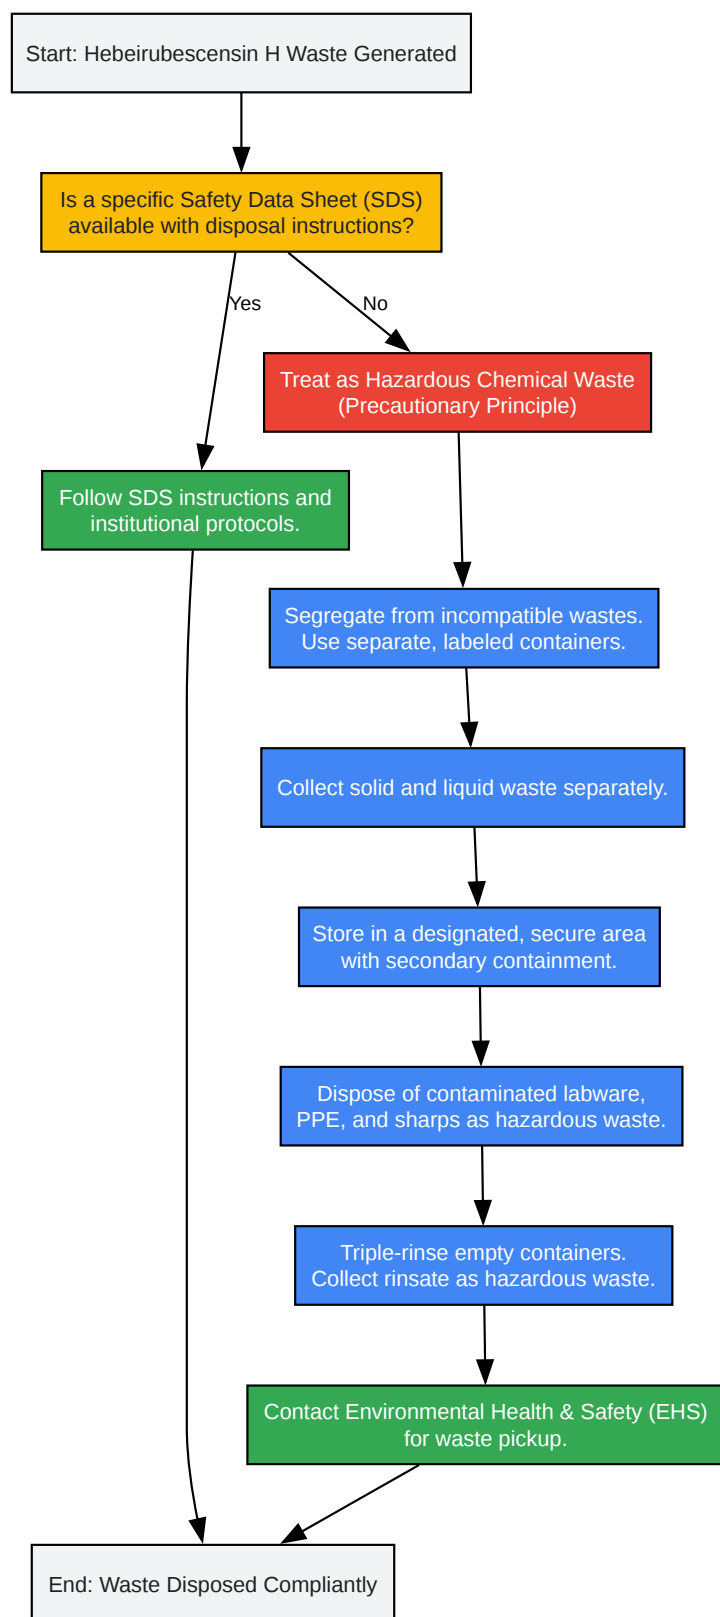 Start: Hebeirubescensin H Waste Generated
Is a specific Safety Data Sheet (SDS)
available with disposal instructions?
Yes
No
Treat as Hazardous Chemical Waste
(Precautionary Principle)
Follow SDS instructions and
institutional protocols.
Segregate from incompatible wastes.
Use separate, labeled containers.
Collect solid and liquid waste separately.
Store in a designated, secure area
with secondary containment.
Dispose of contaminated labware,
PPE, and sharps as hazardous waste.
Triple-rinse empty containers.
Collect rinsate as hazardous waste.
Contact Environmental Health & Safety (EHS)
for waste pickup.
End: Waste Disposed Compliantly